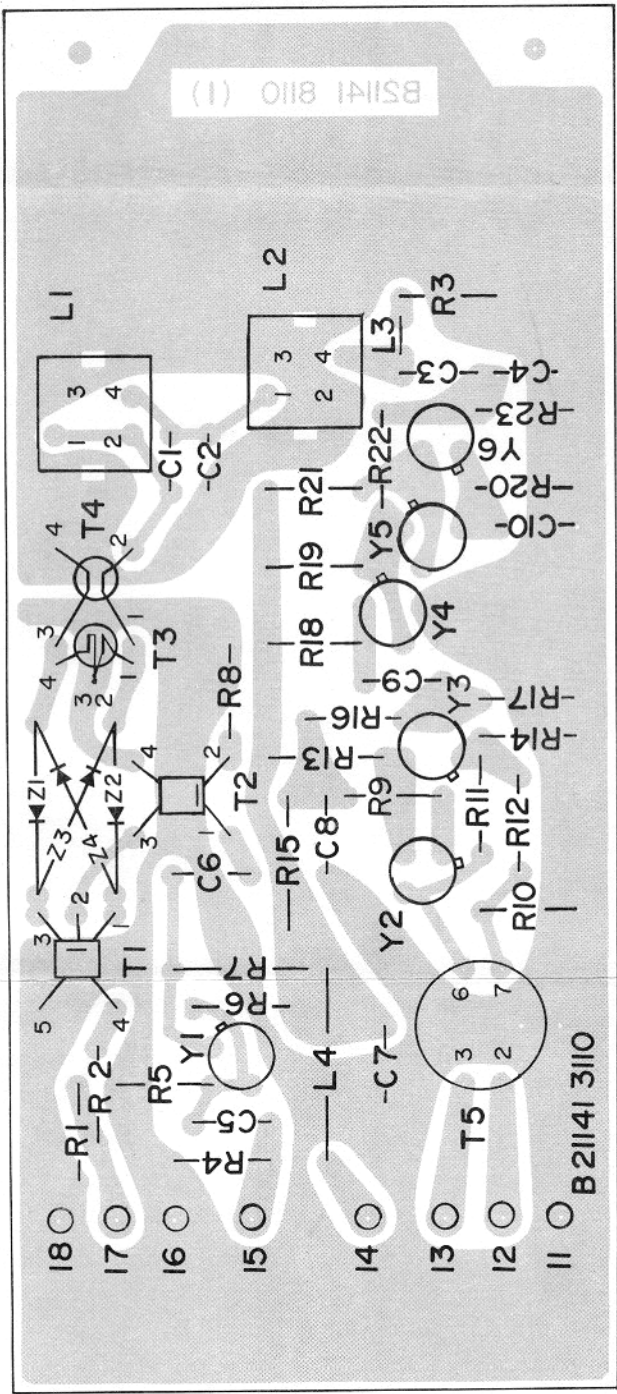 B21141 8110 (1)
L1
1
3
2
4
L2
1
3
2
4
L3
R3
C3
C4
C1
C2
R22
R23
Y6
R21
R20
Y5
C10
T4
4
2
3
1
R19
Y4
T3
4
3
2
1
R18
R8
C9
Y3
R17
R16
R14
R13
Z1
Z2
Z3
Z4
T2
4
2
3
1
R9
R11
R12
C8
R15
C6
Y2
R10
T1
3
2
1
5
4
R7
R6
Y1
R5
L4
C7
T5
6
7
3
2
R1
R2
C5
R4
18
17
16
15
14
13
12
11
B21141 3110